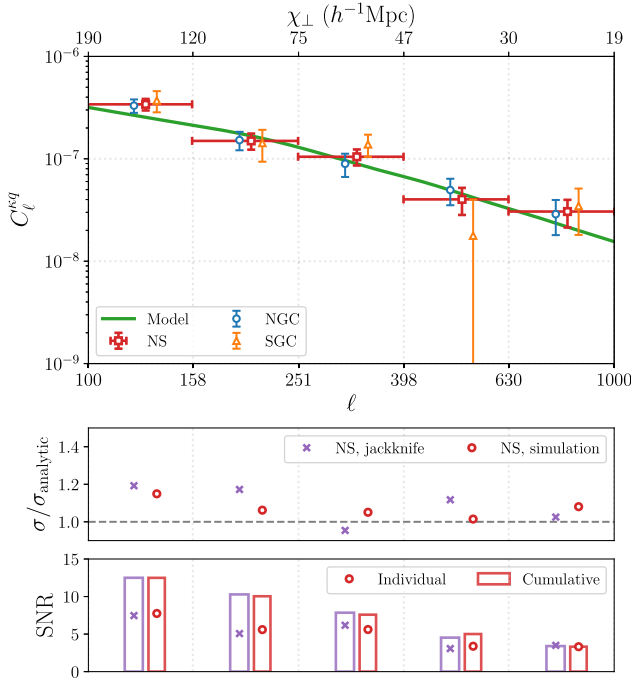 χ⊥ (h⁻¹Mpc)
190 120 75 47 30 19
10⁻⁶
10⁻⁷
10⁻⁸
10⁻⁹
C_ℓ^{κq}
Model
NS
NGC
SGC
100 158 251 398 630 1000
ℓ
σ/σ_analytic
1.4
1.2
1.0
NS, jackknife
NS, simulation
SNR
15
10
5
0
Individual
Cumulative